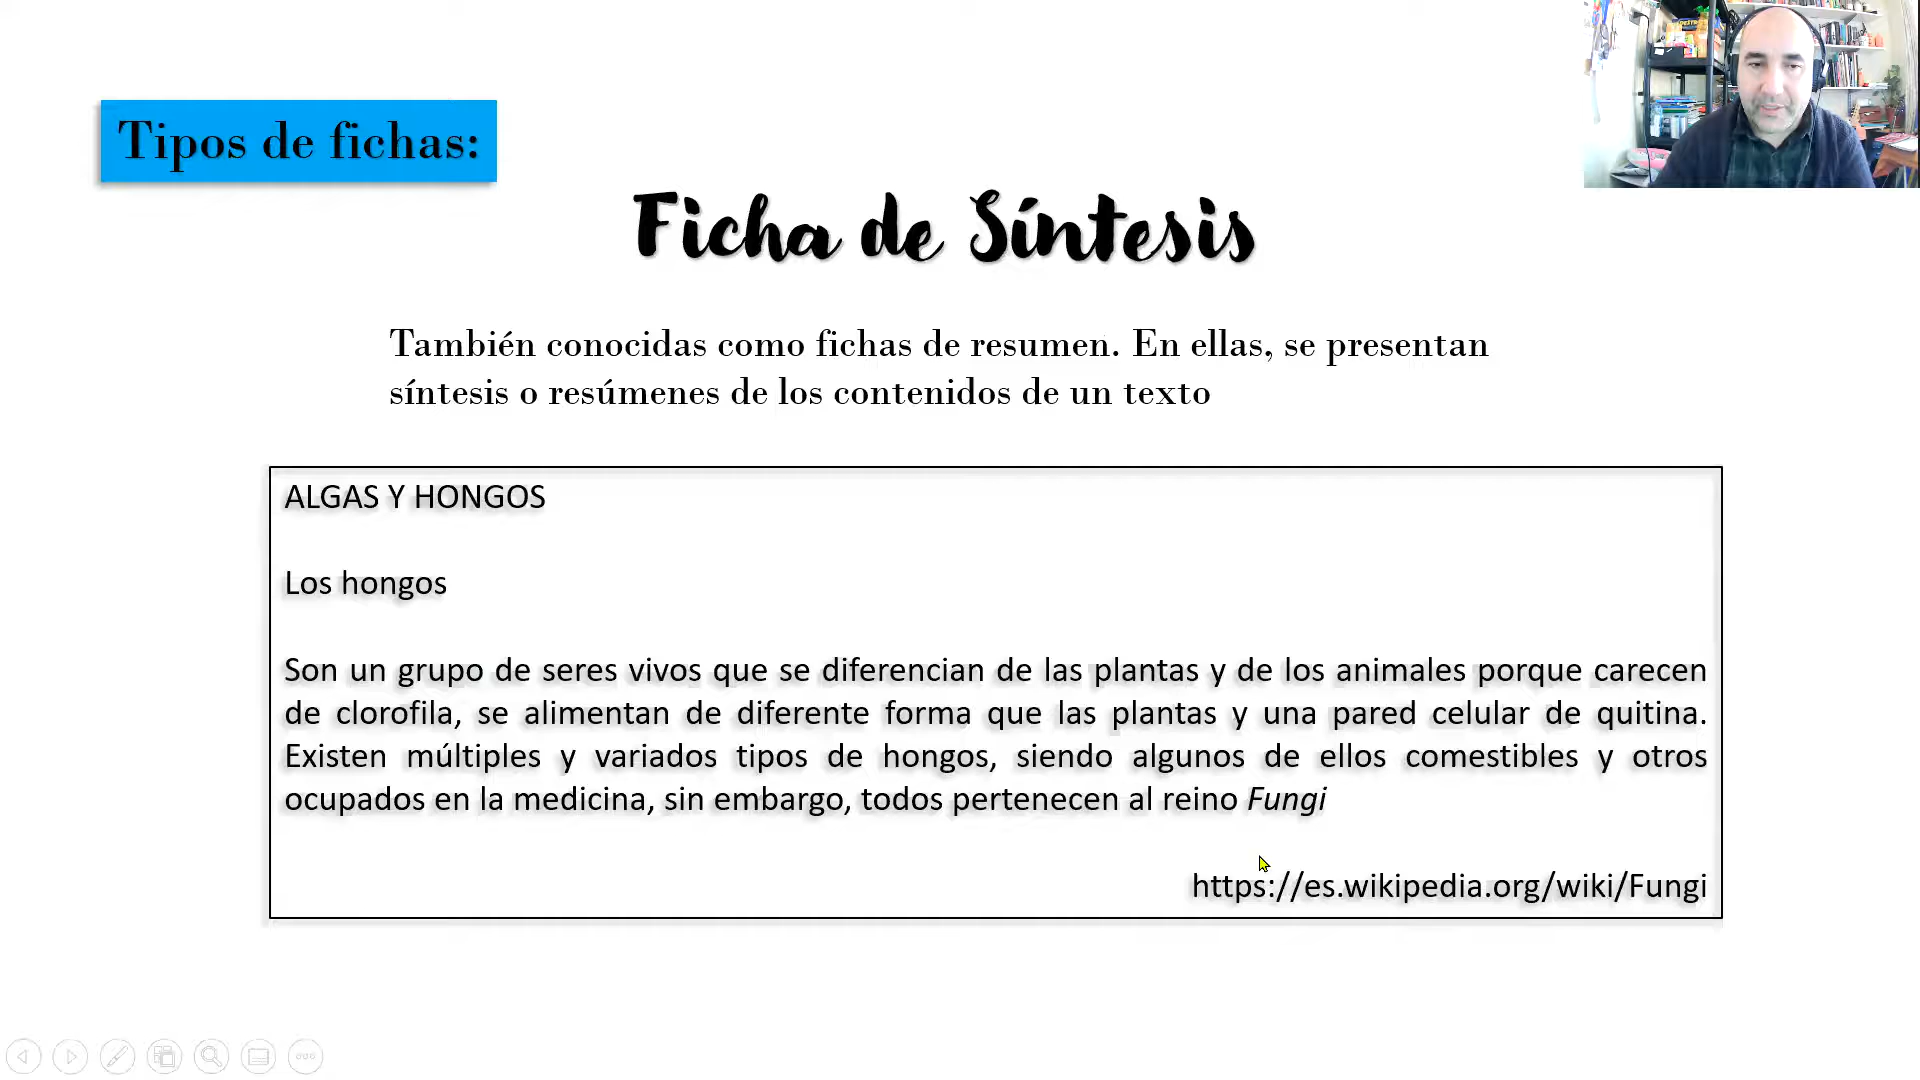 Tipos de fichas:
Ficha de Síntesis
También conocidas como fichas de resumen. En ellas, se presentan
síntesis o resúmenes de los contenidos de un texto
ALGAS Y HONGOS
Los hongos
Son un grupo de seres vivos que se diferencian de las plantas y de los animales porque carecen
de clorofila, se alimentan de diferente forma que las plantas y una pared celular de quitina.
Existen múltiples y variados tipos de hongos, siendo algunos de ellos comestibles y otros
ocupados en la medicina, sin embargo, todos pertenecen al reino Fungi
https://es.wikipedia.org/wiki/Fungi